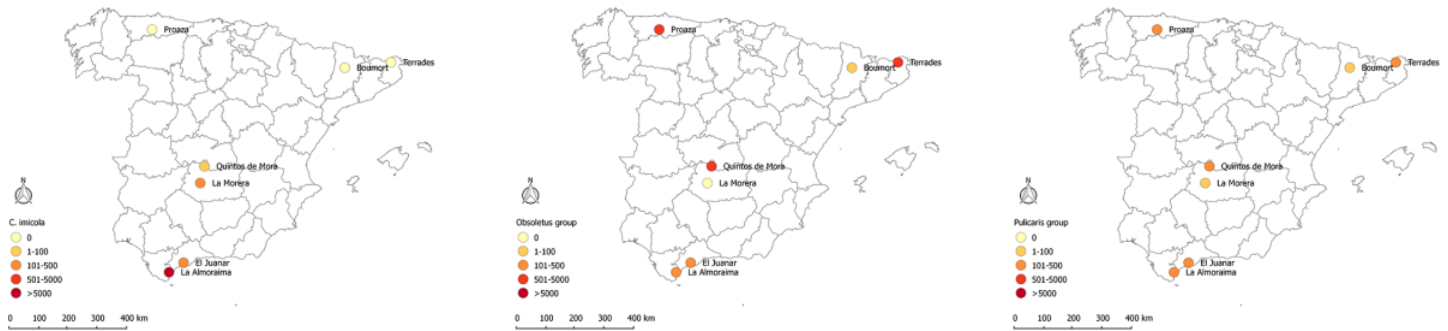 Proaza
Boumort
Terrades
Quintos de Mora
La Morera
El Juanar
La Almoraima
N
C. imicola
0
1-100
101-500
501-5000
>5000
0 100 200 300 400 km
Proaza
Boumort
Terrades
Quintos de Mora
La Morera
El Juanar
La Almoraima
N
Obsoletus group
0
1-100
101-500
501-5000
>5000
0 100 200 300 400 km
Proaza
Boumort
Terrades
Quintos de Mora
La Morera
El Juanar
La Almoraima
N
Pulicaris group
0
1-100
101-500
501-5000
>5000
0 100 200 300 400 km